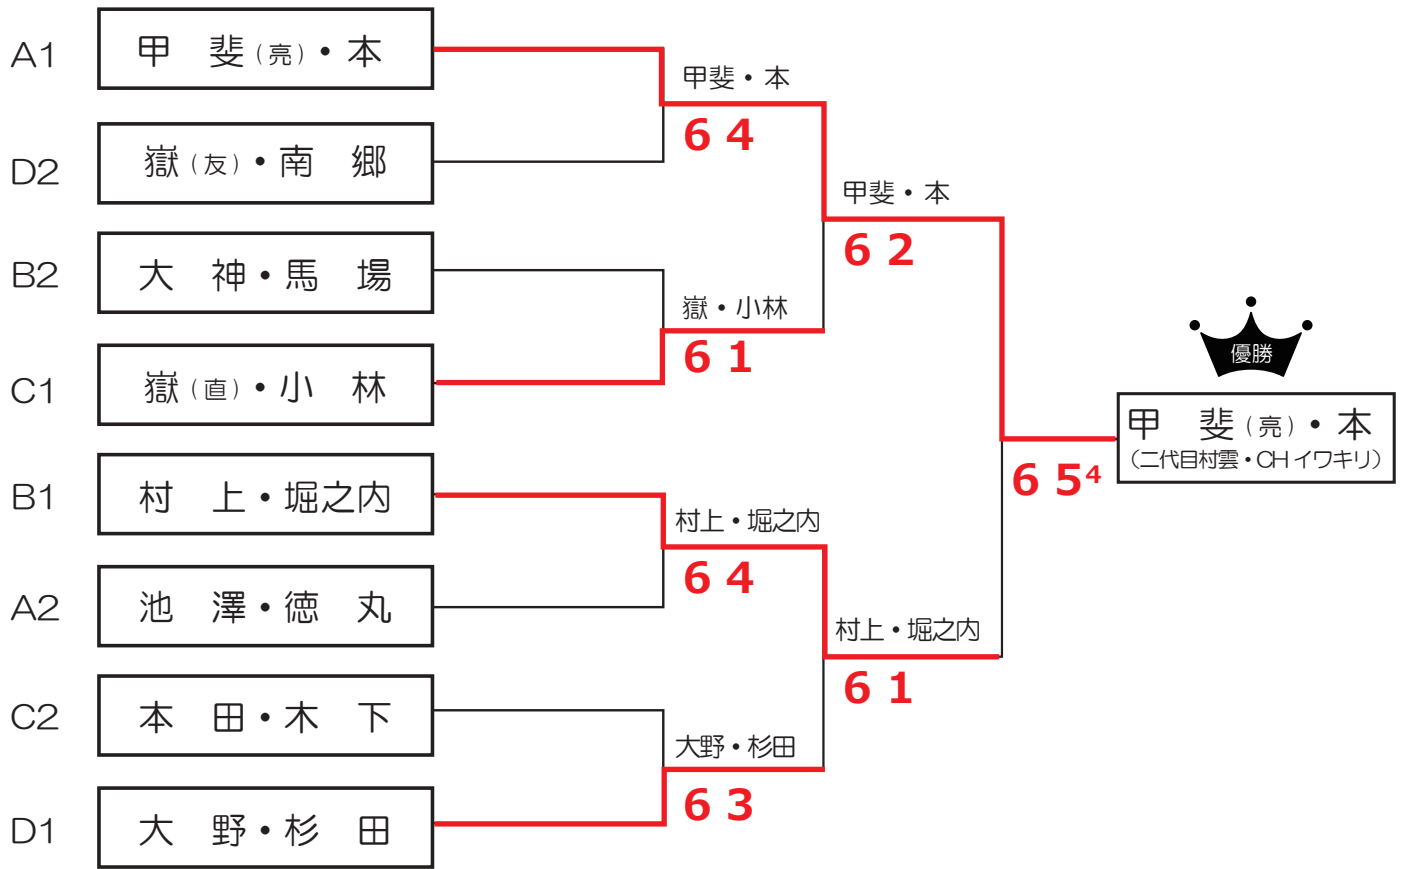 A1 甲 斐(亮)・本
D2 嶽(友)・南 郷
B2 大 神・馬 場
C1 嶽(直)・小 林
B1 村 上・堀之内
A2 池 澤・徳 丸
C2 本 田・木 下
D1 大 野・杉 田
甲斐・本
6 4
嶽・小林
6 1
村上・堀之内
6 4
大野・杉田
6 3
甲斐・本
6 2
村上・堀之内
6 1
6 5⁴
優勝
甲 斐(亮)・本
(二代目村雲・CHイワキリ)